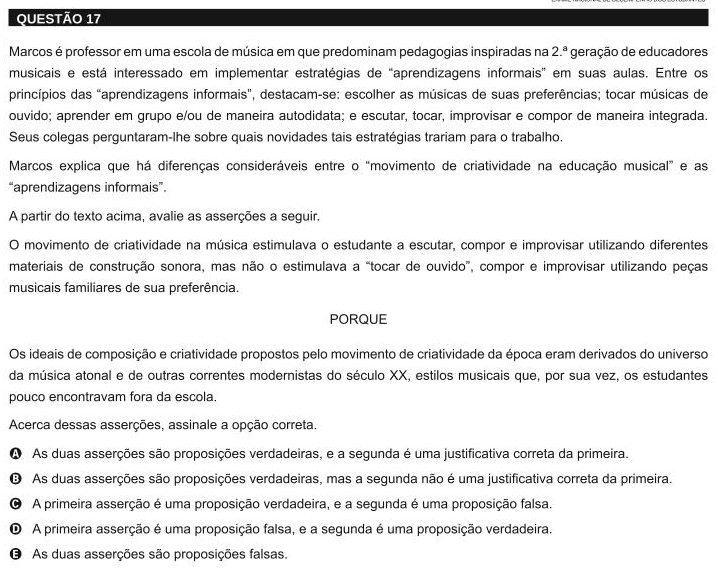 QUESTÃO 17
Marcos é professor em uma escola de música em que predominam pedagogias inspiradas na 2.ª geração de educadores
musicais e está interessado em implementar estratégias de “aprendizagens informais” em suas aulas. Entre os
princípios das “aprendizagens informais”, destacam-se: escolher as músicas de suas preferências; tocar músicas de
ouvido; aprender em grupo e/ou de maneira autodidata; e escutar, tocar, improvisar e compor de maneira integrada.
Seus colegas perguntaram-lhe sobre quais novidades tais estratégias trariam para o trabalho.
Marcos explica que há diferenças consideráveis entre o “movimento de criatividade na educação musical” e as
“aprendizagens informais”.
A partir do texto acima, avalie as asserções a seguir.
O movimento de criatividade na música estimulava o estudante a escutar, compor e improvisar utilizando diferentes
materiais de construção sonora, mas não o estimulava a “tocar de ouvido”, compor e improvisar utilizando peças
musicais familiares de sua preferência.
PORQUE
Os ideais de composição e criatividade propostos pelo movimento de criatividade da época eram derivados do universo
da música atonal e de outras correntes modernistas do século XX, estilos musicais que, por sua vez, os estudantes
pouco encontravam fora da escola.
Acerca dessas asserções, assinale a opção correta.
A As duas asserções são proposições verdadeiras, e a segunda é uma justificativa correta da primeira.
B As duas asserções são proposições verdadeiras, mas a segunda não é uma justificativa correta da primeira.
C A primeira asserção é uma proposição verdadeira, e a segunda é uma proposição falsa.
D A primeira asserção é uma proposição falsa, e a segunda é uma proposição verdadeira.
E As duas asserções são proposições falsas.